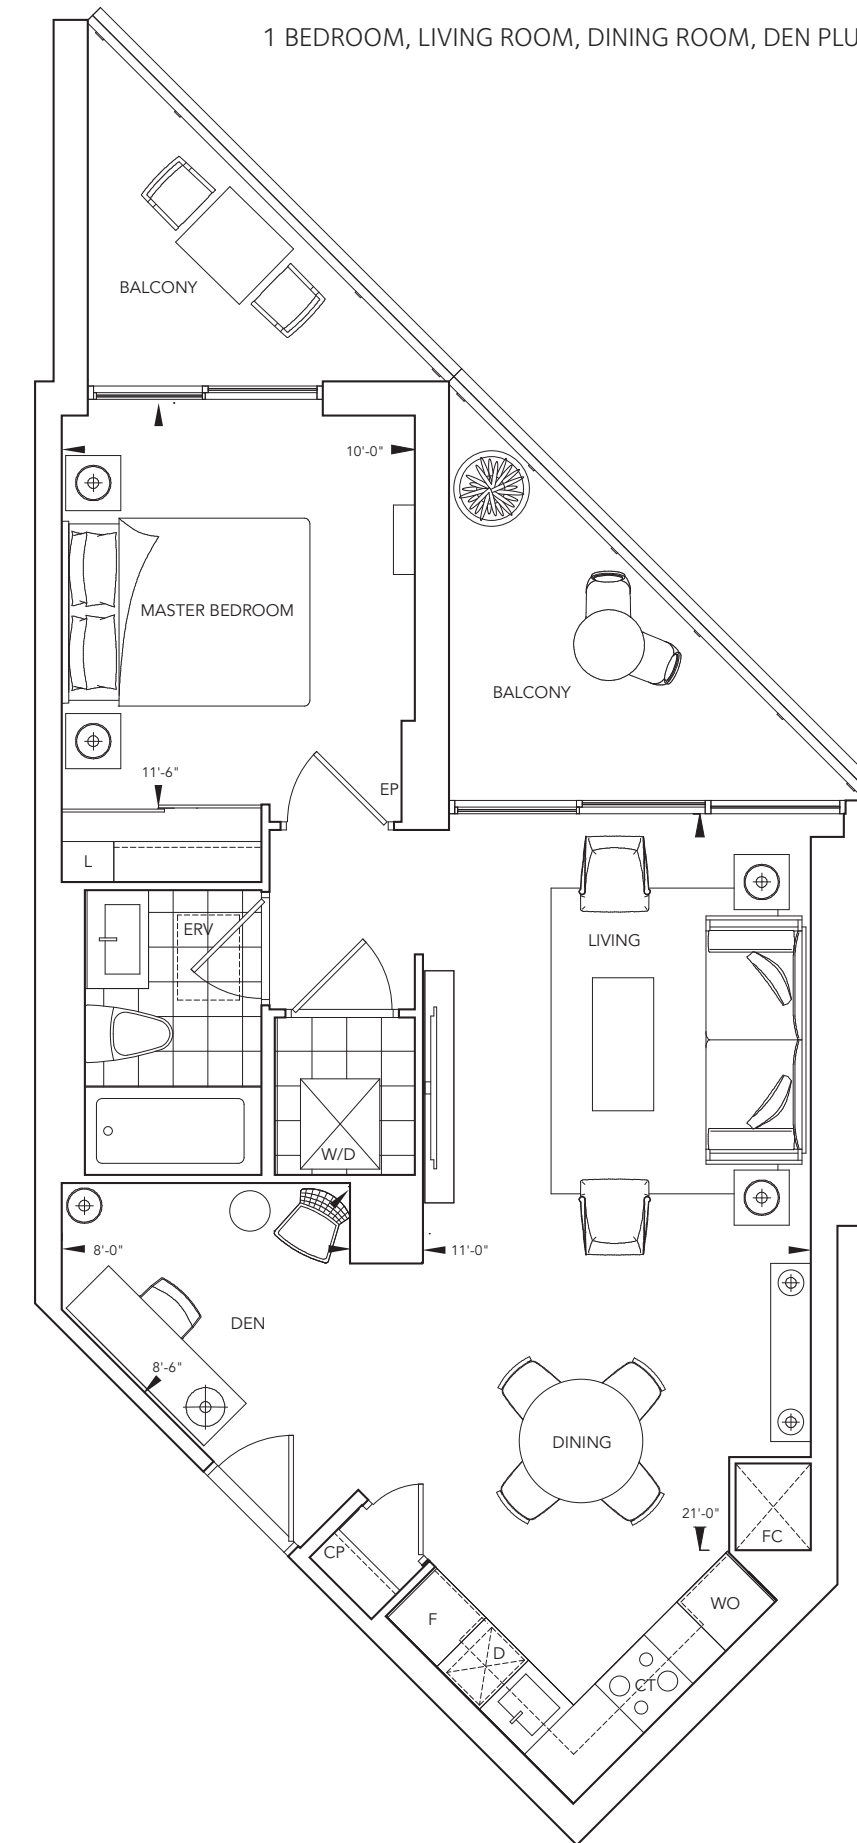 1 BEDROOM, LIVING ROOM, DINING ROOM, DEN PLU
BALCONY
10'-0"
MASTER BEDROOM
BALCONY
11'-6"
EP
L
ERV
LIVING
W/D
8'-0"
11'-0"
DEN
8'-6"
DINING
21'-0"
FC
CP
WO
F
D
CT